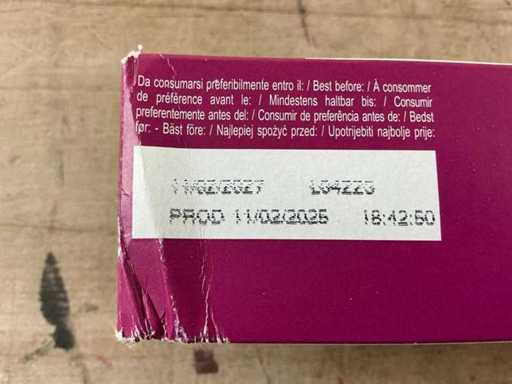 Da consumarsi preferibilmente entro il: / Best before: / À consommer
de préférence avant le: / Mindestens haltbar bis: / Consumir
preferentemente antes del: / Consumir de preferência antes de: / Bedst
før: - Bäst före: / Najlepiej spożyć przed: / Upotrijebiti najbolje prije:
11/02/2027 L64223
PROD 11/02/2025 18:42:50